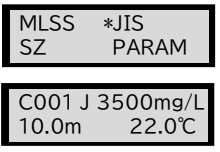 MLSS *JIS
SZ PARAM
C001 J 3500mg/L
10.0m 22.0℃